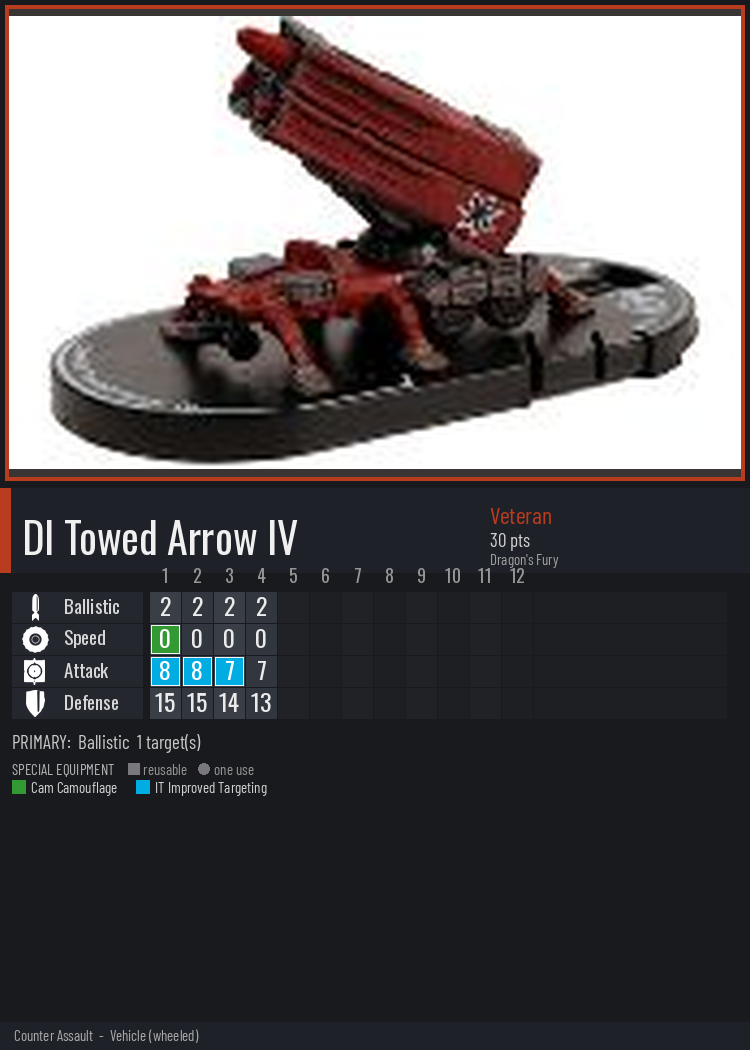 DI Towed Arrow IV
Veteran
30 pts
Dragon's Fury
1 2 3 4 5 6 7 8 9 10 11 12
Ballistic 2 2 2 2
Speed 0 0 0 0
Attack 8 8 7 7
Defense 15 15 14 13
PRIMARY: Ballistic 1 target(s)
SPECIAL EQUIPMENT reusable one use
Cam Camouflage IT Improved Targeting
Counter Assault - Vehicle (wheeled)